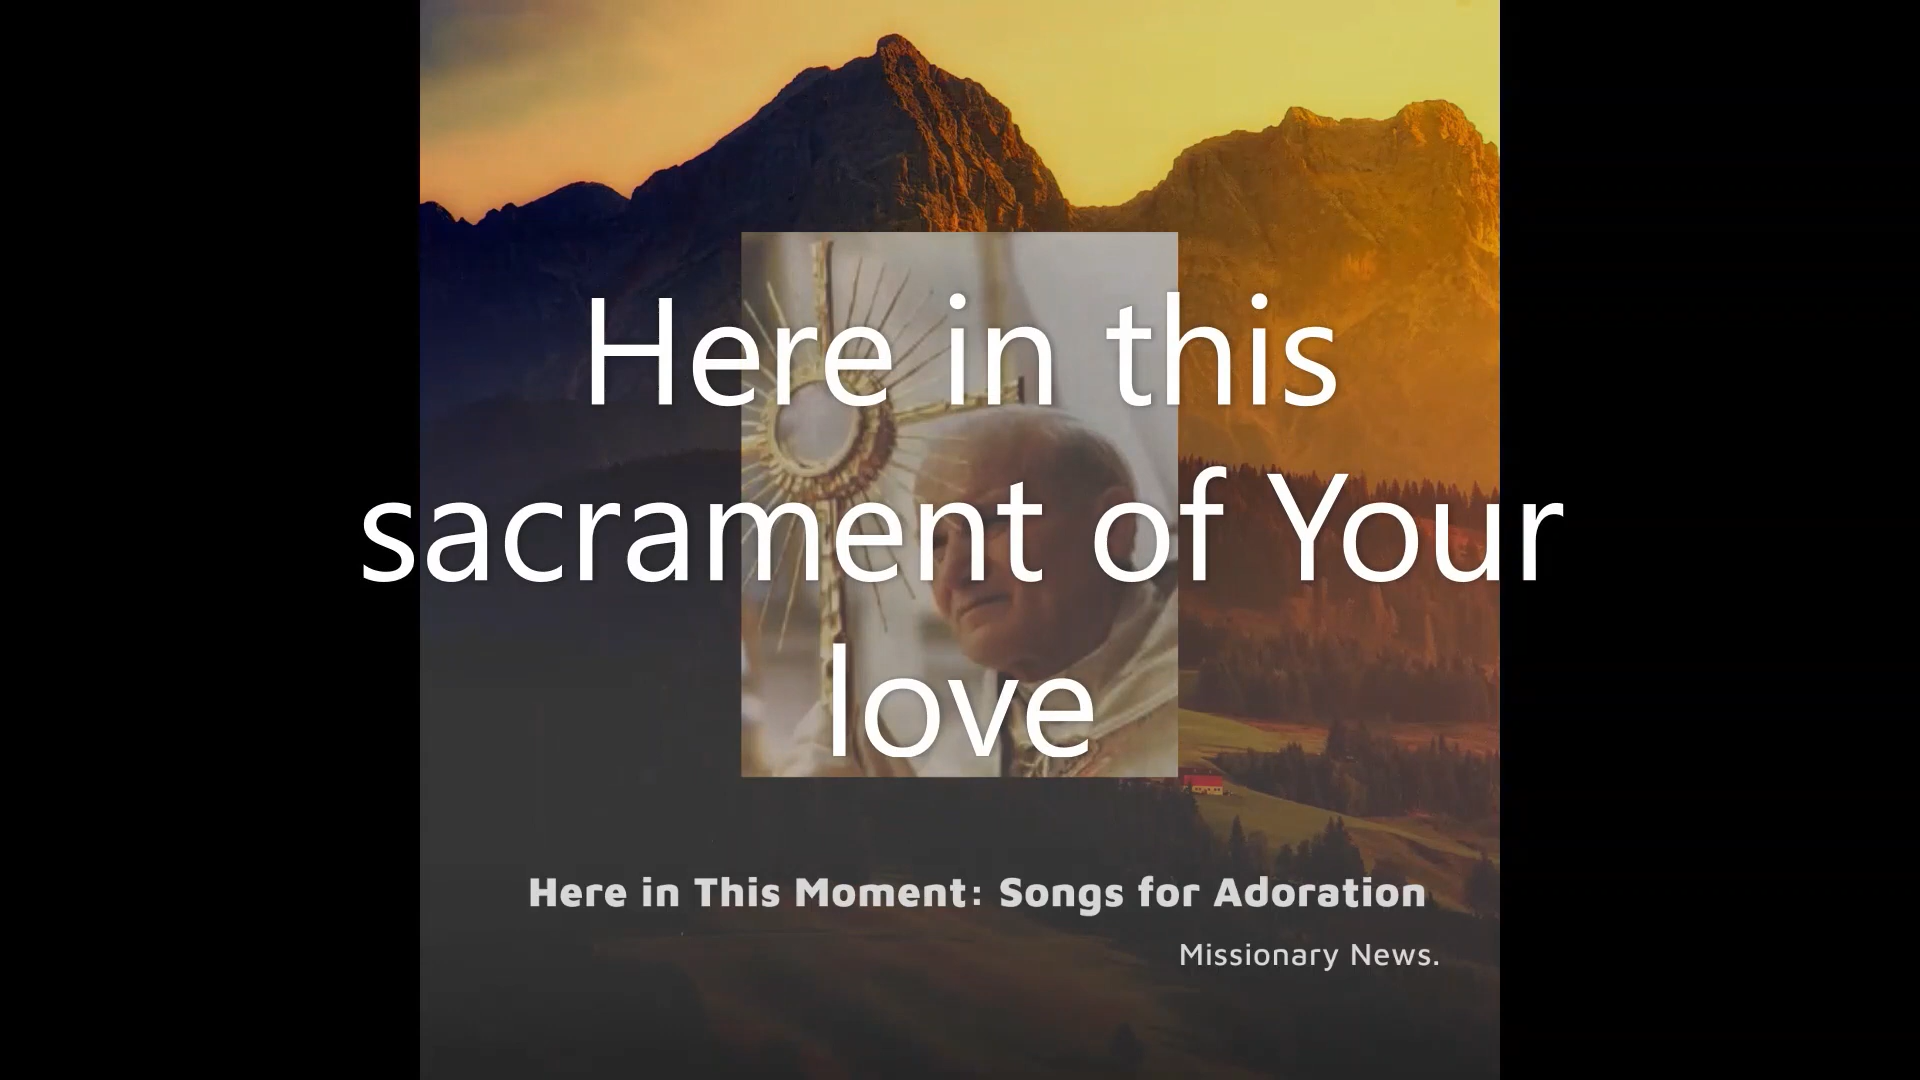 Here in this
sacrament of Your
love
Here in This Moment: Songs for Adoration
Missionary News.